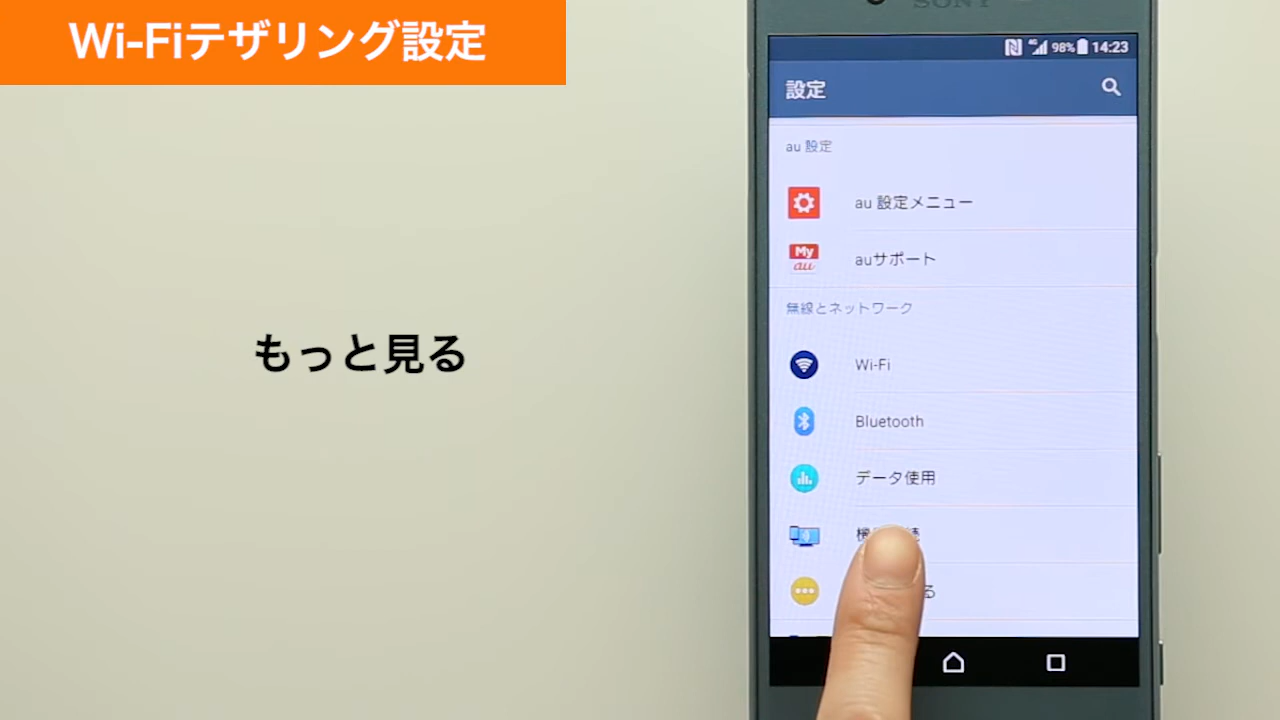 Wi-Fiテザリング設定
SONY
98% 14:23
設定
au 設定
au 設定メニュー
My au
auサポート
無線とネットワーク
もっと見る
Wi-Fi
Bluetooth
データ使用